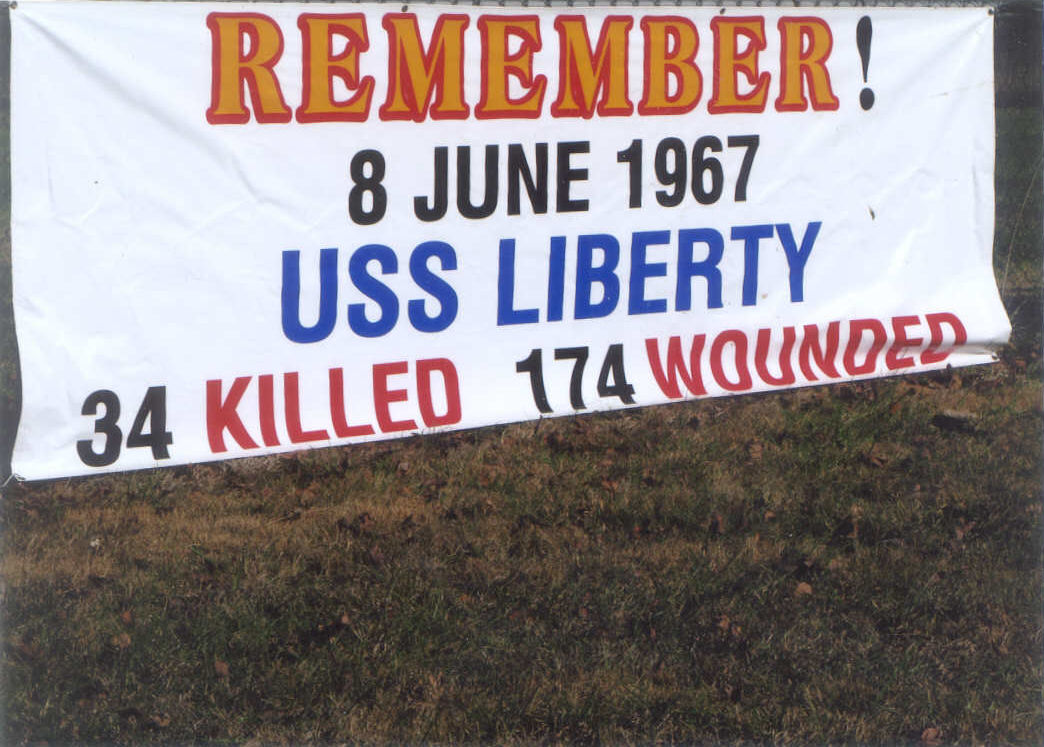 REMEMBER!
8 JUNE 1967
USS LIBERTY
34 KILLED 174 WOUNDED